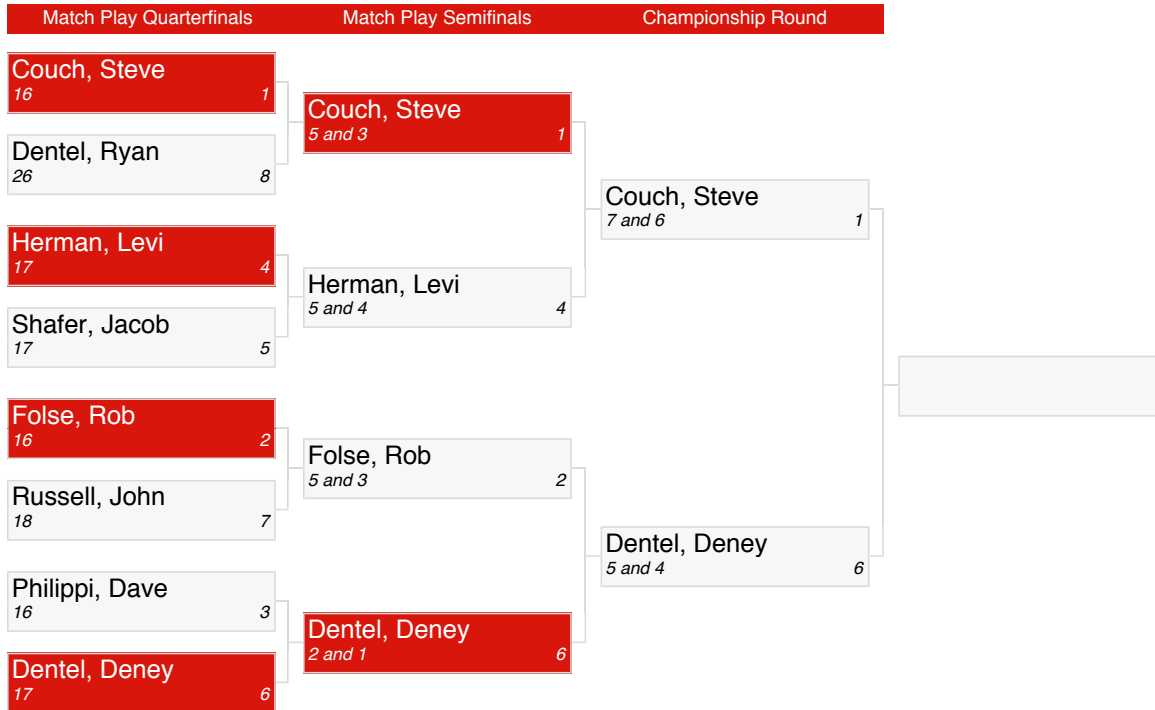 Match Play Quarterfinals
Match Play Semifinals
Championship Round
Couch, Steve
16 1
Dentel, Ryan
26 8
Herman, Levi
17 4
Shafer, Jacob
17 5
Folse, Rob
16 2
Russell, John
18 7
Philippi, Dave
16 3
Dentel, Deney
17 6
Couch, Steve
5 and 3 1
Herman, Levi
5 and 4 4
Folse, Rob
5 and 3 2
Dentel, Deney
2 and 1 6
Couch, Steve
7 and 6 1
Dentel, Deney
5 and 4 6